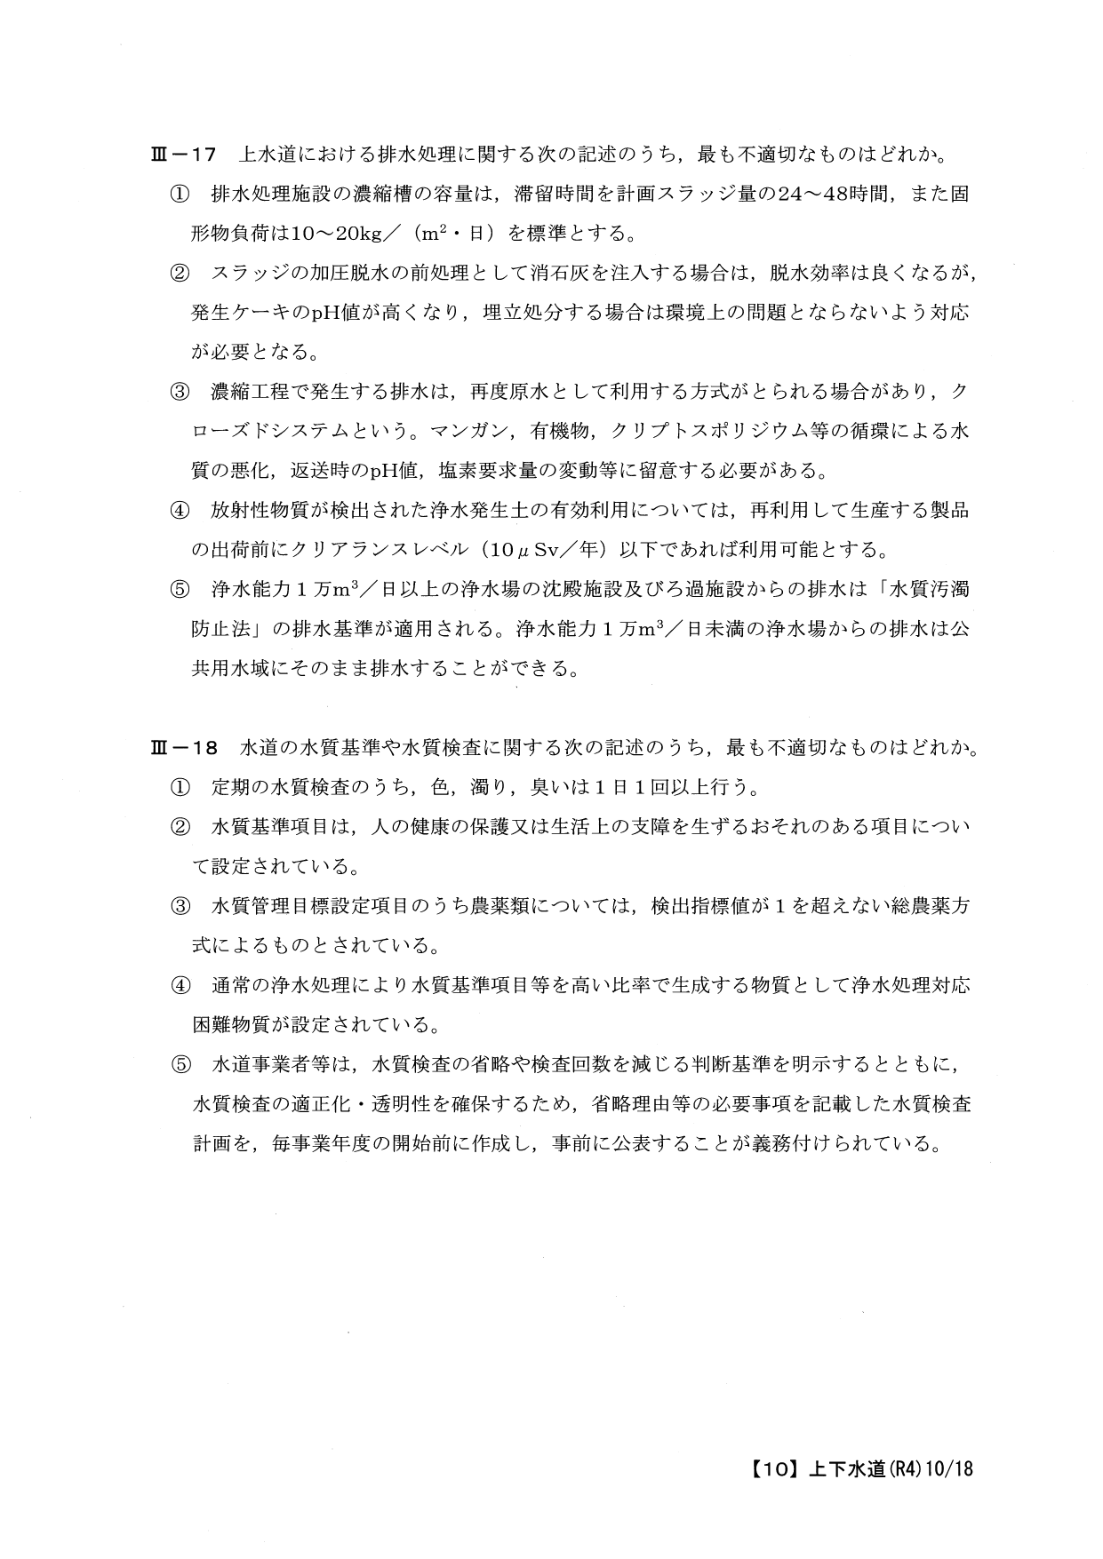 Ⅲ－17　上水道における排水処理に関する次の記述のうち，最も不適切なものはどれか。
①　排水処理施設の濃縮槽の容量は，滞留時間を計画スラッジ量の24～48時間，また固
形物負荷は10～20kg／（m²・日）を標準とする。
②　スラッジの加圧脱水の前処理として消石灰を注入する場合は，脱水効率は良くなるが，
発生ケーキのpH値が高くなり，埋立処分する場合は環境上の問題とならないよう対応
が必要となる。
③　濃縮工程で発生する排水は，再度原水として利用する方式がとられる場合があり，ク
ローズドシステムという。マンガン，有機物，クリプトスポリジウム等の循環による水
質の悪化，返送時のpH値，塩素要求量の変動等に留意する必要がある。
④　放射性物質が検出された浄水発生土の有効利用については，再利用して生産する製品
の出荷前にクリアランスレベル（10μSv／年）以下であれば利用可能とする。
⑤　浄水能力１万m³／日以上の浄水場の沈殿施設及びろ過施設からの排水は「水質汚濁
防止法」の排水基準が適用される。浄水能力１万m³／日未満の浄水場からの排水は公
共用水域にそのまま排水することができる。
Ⅲ－18　水道の水質基準や水質検査に関する次の記述のうち，最も不適切なものはどれか。
①　定期の水質検査のうち，色，濁り，臭いは１日１回以上行う。
②　水質基準項目は，人の健康の保護又は生活上の支障を生ずるおそれのある項目につい
て設定されている。
③　水質管理目標設定項目のうち農薬類については，検出指標値が１を超えない総農薬方
式によるものとされている。
④　通常の浄水処理により水質基準項目等を高い比率で生成する物質として浄水処理対応
困難物質が設定されている。
⑤　水道事業者等は，水質検査の省略や検査回数を減じる判断基準を明示するとともに，
水質検査の適正化・透明性を確保するため，省略理由等の必要事項を記載した水質検査
計画を，毎事業年度の開始前に作成し，事前に公表することが義務付けられている。
【10】上下水道(R4)10/18